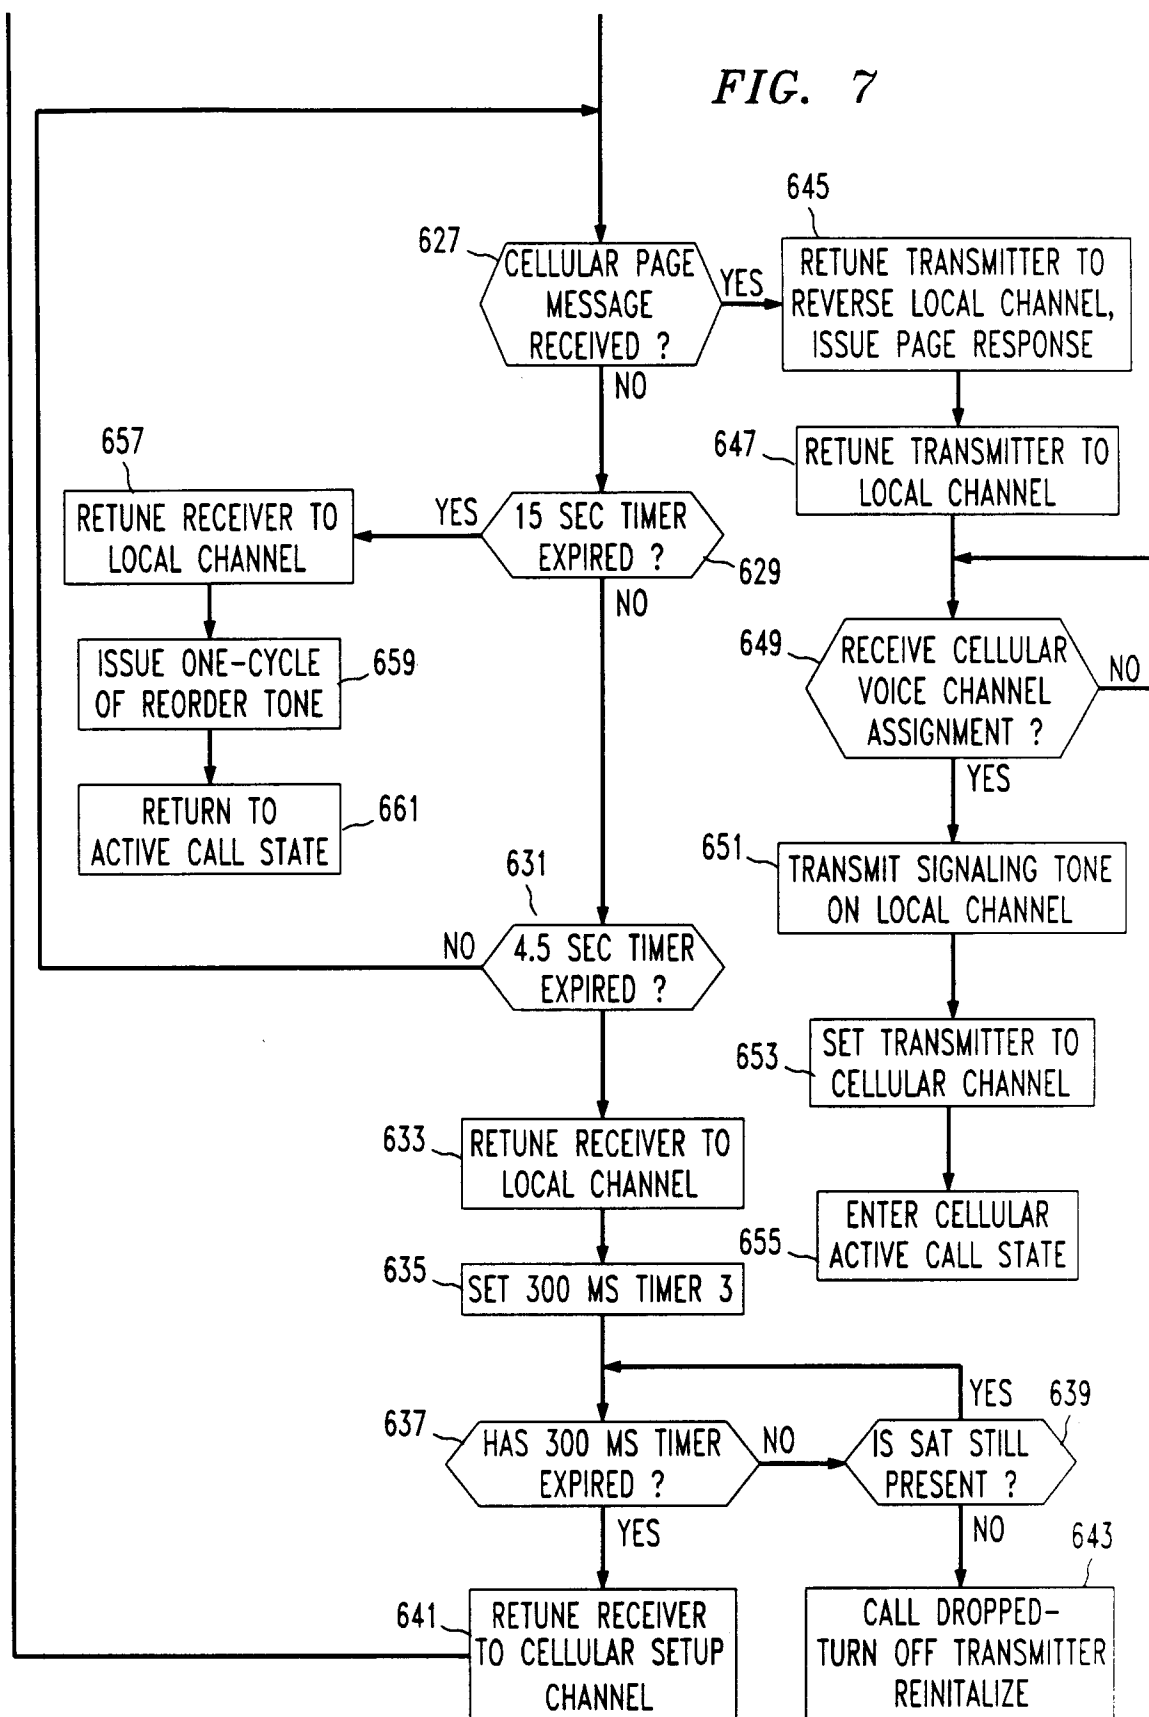 FIG. 7
645
627
CELLULAR PAGE
MESSAGE
RECEIVED ?
YES
RETUNE TRANSMITTER TO
REVERSE LOCAL CHANNEL,
ISSUE PAGE RESPONSE
NO
647
RETUNE TRANSMITTER TO
LOCAL CHANNEL
657
RETUNE RECEIVER TO
LOCAL CHANNEL
YES
15 SEC TIMER
EXPIRED ?
629
NO
649
RECEIVE CELLULAR
VOICE CHANNEL
ASSIGNMENT ?
NO
YES
ISSUE ONE-CYCLE
OF REORDER TONE
659
RETURN TO
ACTIVE CALL STATE
661
651
TRANSMIT SIGNALING TONE
ON LOCAL CHANNEL
631
NO
4.5 SEC TIMER
EXPIRED ?
653
SET TRANSMITTER TO
CELLULAR CHANNEL
633
RETUNE RECEIVER TO
LOCAL CHANNEL
655
ENTER CELLULAR
ACTIVE CALL STATE
635
SET 300 MS TIMER 3
637
HAS 300 MS TIMER
EXPIRED ?
NO
YES
639
IS SAT STILL
PRESENT ?
YES
NO
643
641
RETUNE RECEIVER
TO CELLULAR SETUP
CHANNEL
CALL DROPPED-
TURN OFF TRANSMITTER
REINITALIZE